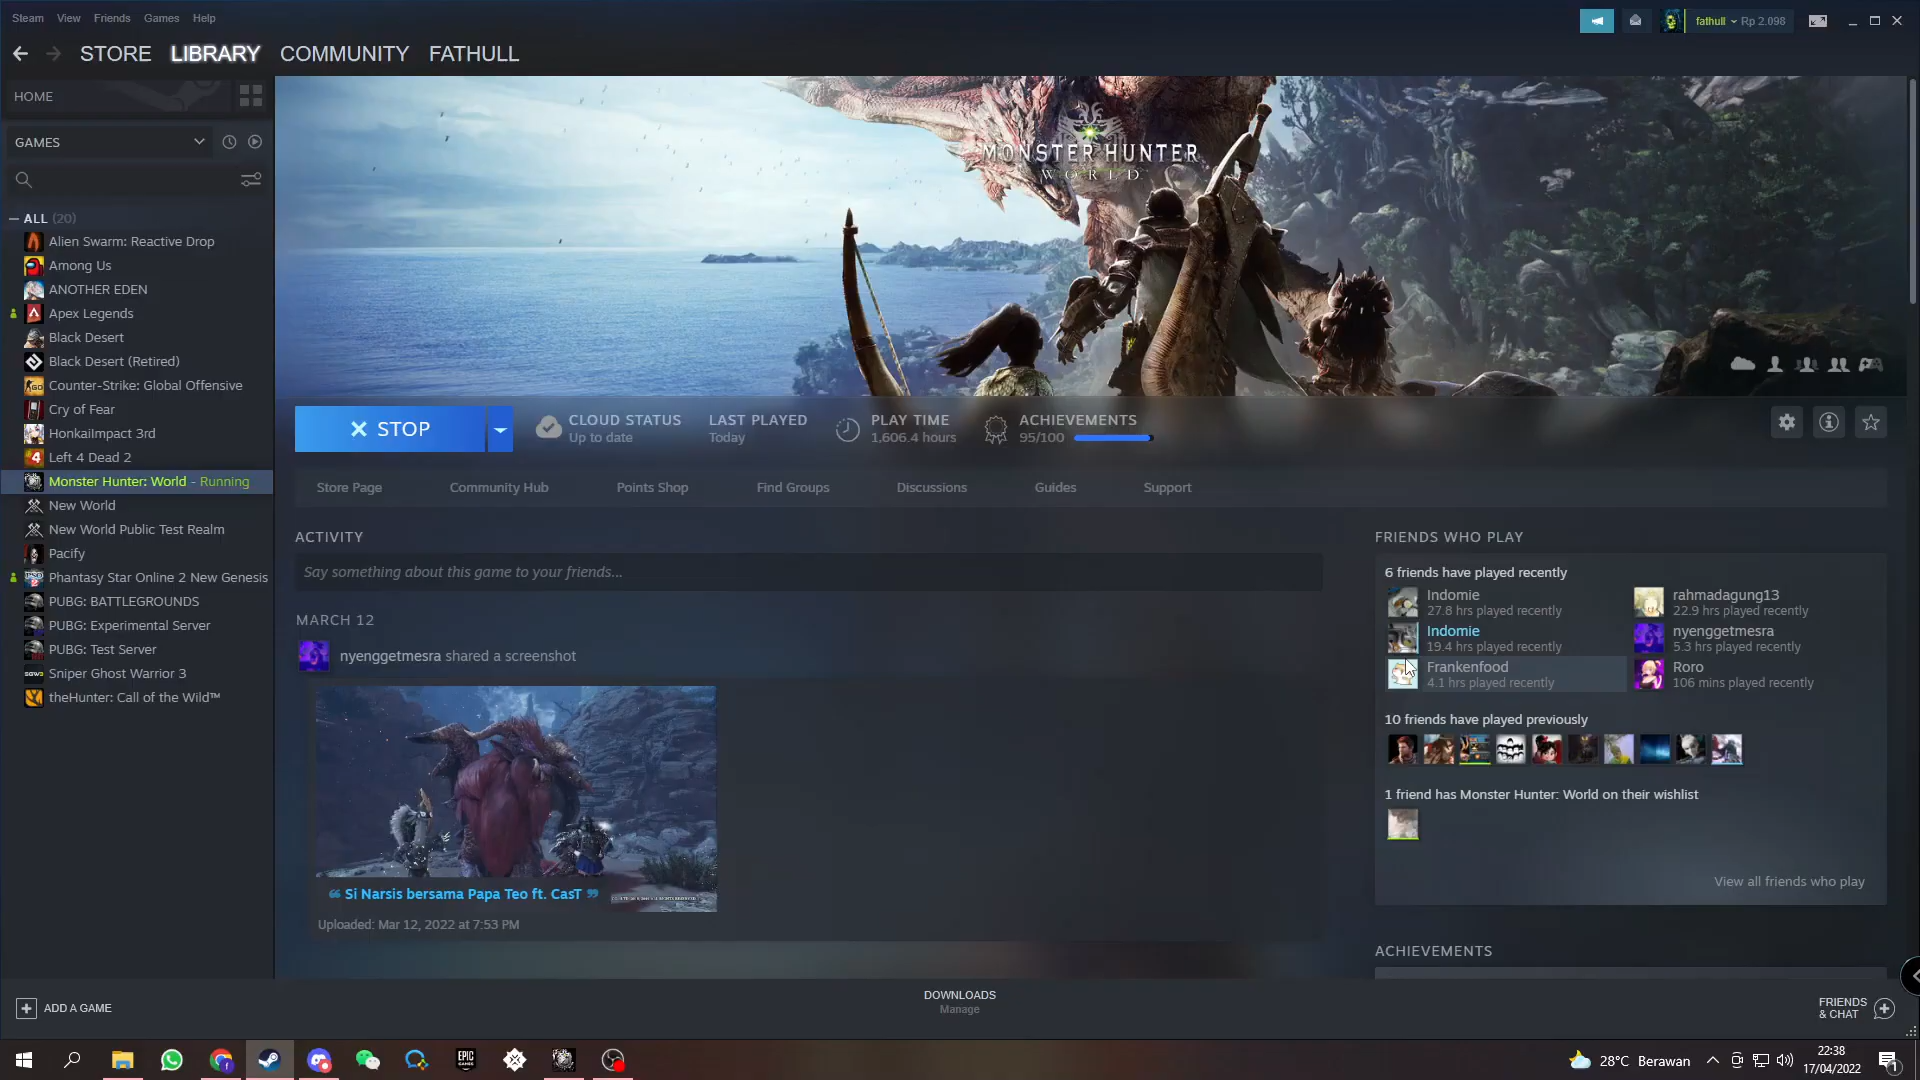 Steam View Friends Games Help
fathull Rp 2.098
STORE LIBRARY COMMUNITY FATHULL
HOME
GAMES
ALL (20)
Alien Swarm: Reactive Drop
Among Us
ANOTHER EDEN
Apex Legends
Black Desert
Black Desert (Retired)
Counter-Strike: Global Offensive
Cry of Fear
HonkaiImpact 3rd
Left 4 Dead 2
Monster Hunter: World - Running
New World
New World Public Test Realm
Pacify
Phantasy Star Online 2 New Genesis
PUBG: BATTLEGROUNDS
PUBG: Experimental Server
PUBG: Test Server
Sniper Ghost Warrior 3
theHunter: Call of the Wild™
MONSTER HUNTER
WORLD
STOP
CLOUD STATUS
Up to date
LAST PLAYED
Today
PLAY TIME
1,606.4 hours
ACHIEVEMENTS
95/100
Store Page Community Hub Points Shop Find Groups Discussions Guides Support
ACTIVITY
Say something about this game to your friends...
MARCH 12
nyenggetmesra shared a screenshot
Si Narsis bersama Papa Teo ft. CasT
Uploaded: Mar 12, 2022 at 7:53 PM
FRIENDS WHO PLAY
6 friends have played recently
Indomie
27.8 hrs played recently
rahmadagung13
22.9 hrs played recently
Indomie
19.4 hrs played recently
nyenggetmesra
5.3 hrs played recently
Frankenfood
4.1 hrs played recently
Roro
106 mins played recently
10 friends have played previously
1 friend has Monster Hunter: World on their wishlist
View all friends who play
ACHIEVEMENTS
ADD A GAME
DOWNLOADS
Manage
FRIENDS
& CHAT
EPIC
GAMES
28°C Berawan
22:38
17/04/2022
1